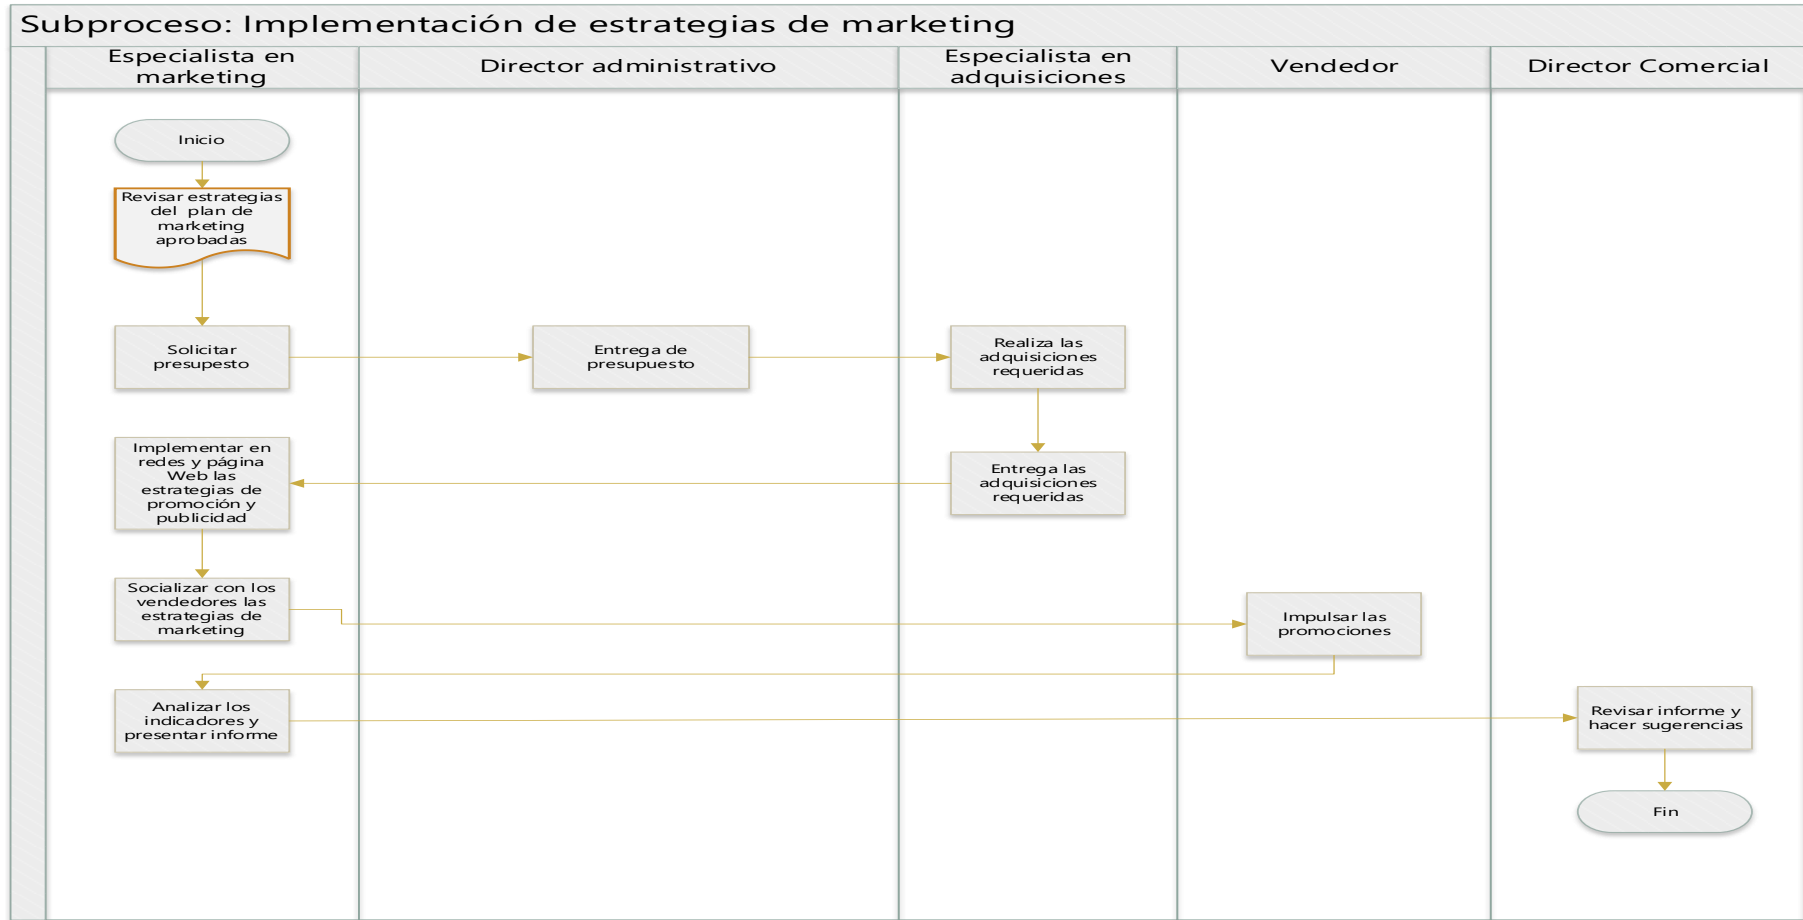 Subproceso: Implementación de estrategias de marketing
Especialista en
marketing
Director administrativo
Especialista en
adquisiciones
Vendedor
Director Comercial
Inicio
Revisar estrategias
del plan de
marketing
aprobadas
Solicitar
presupesto
Entrega de
presupuesto
Realiza las
adquisiciones
requeridas
Implementar en
redes y página
Web las
estrategias de
promoción y
publicidad
Entrega las
adquisiciones
requeridas
Socializar con los
vendedores las
estrategias de
marketing
Impulsar las
promociones
Analizar los
indicadores y
presentar informe
Revisar informe y
hacer sugerencias
Fin